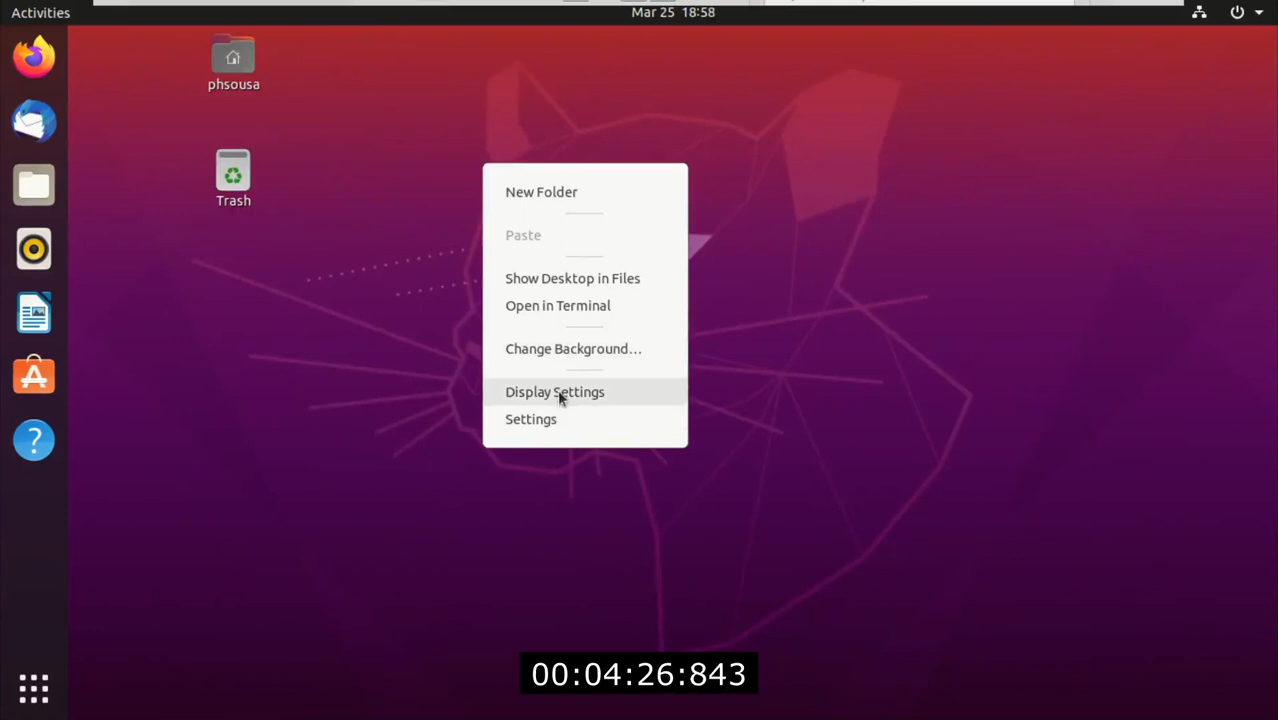 Activities
Mar 25 18:58
phsousa
Trash
New Folder
Paste
Show Desktop in Files
Open in Terminal
Change Background…
Display Settings
Settings
?
00:04:26:843